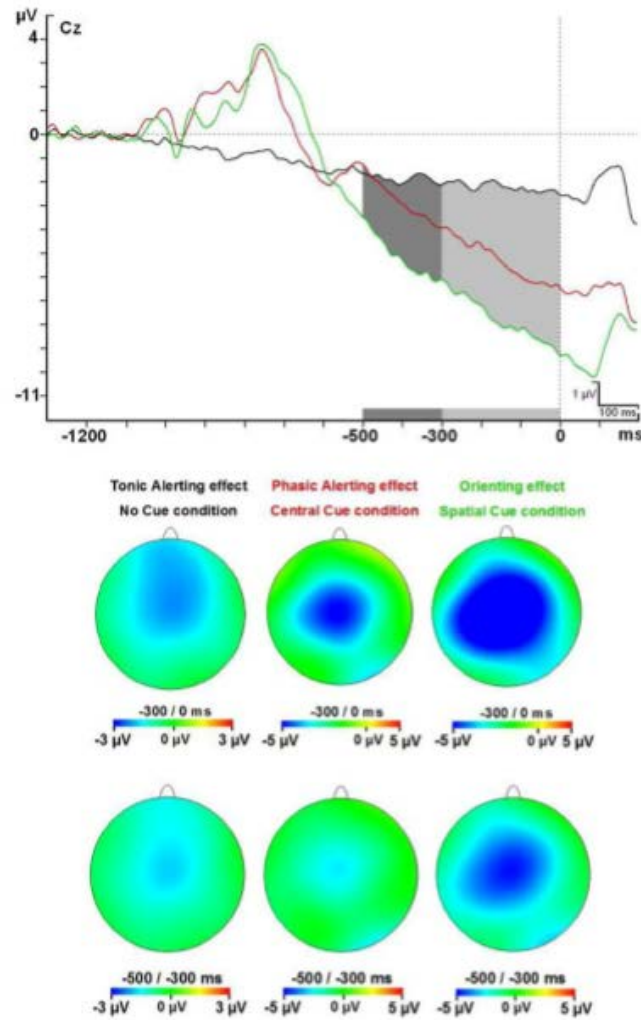 µV
Cz
4
0
-11
1 µV
100 ms
-1200 -500 -300 0 ms
Tonic Alerting effect Phasic Alerting effect Orienting effect
No Cue condition Central Cue condition Spatial Cue condition
-300 / 0 ms -300 / 0 ms -300 / 0 ms
-3 µV 0 µV 3 µV -5 µV 0 µV 5 µV -5 µV 0 µV 5 µV
-500 / -300 ms -500 / -300 ms -500 / -300 ms
-3 µV 0 µV 3 µV -5 µV 0 µV 5 µV -5 µV 0 µV 5 µV